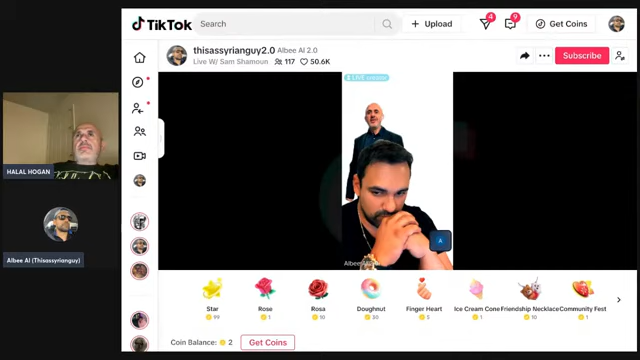 TikTok
Search
+ Upload
4
9
Get Coins
thisassyrianguy2.0 Albee AI 2.0
Live W/ Sam Shamoun 117 50.6K
Subscribe
HALAL HOGAN
Albee AI (Thisassyrianguy)
LIVE
A
Star
99
Rose
1
Rosa
10
Doughnut
30
Finger Heart
5
Ice Cream Cone
1
Friendship Necklace
10
Community Fest
1
Coin Balance: 2 Get Coins